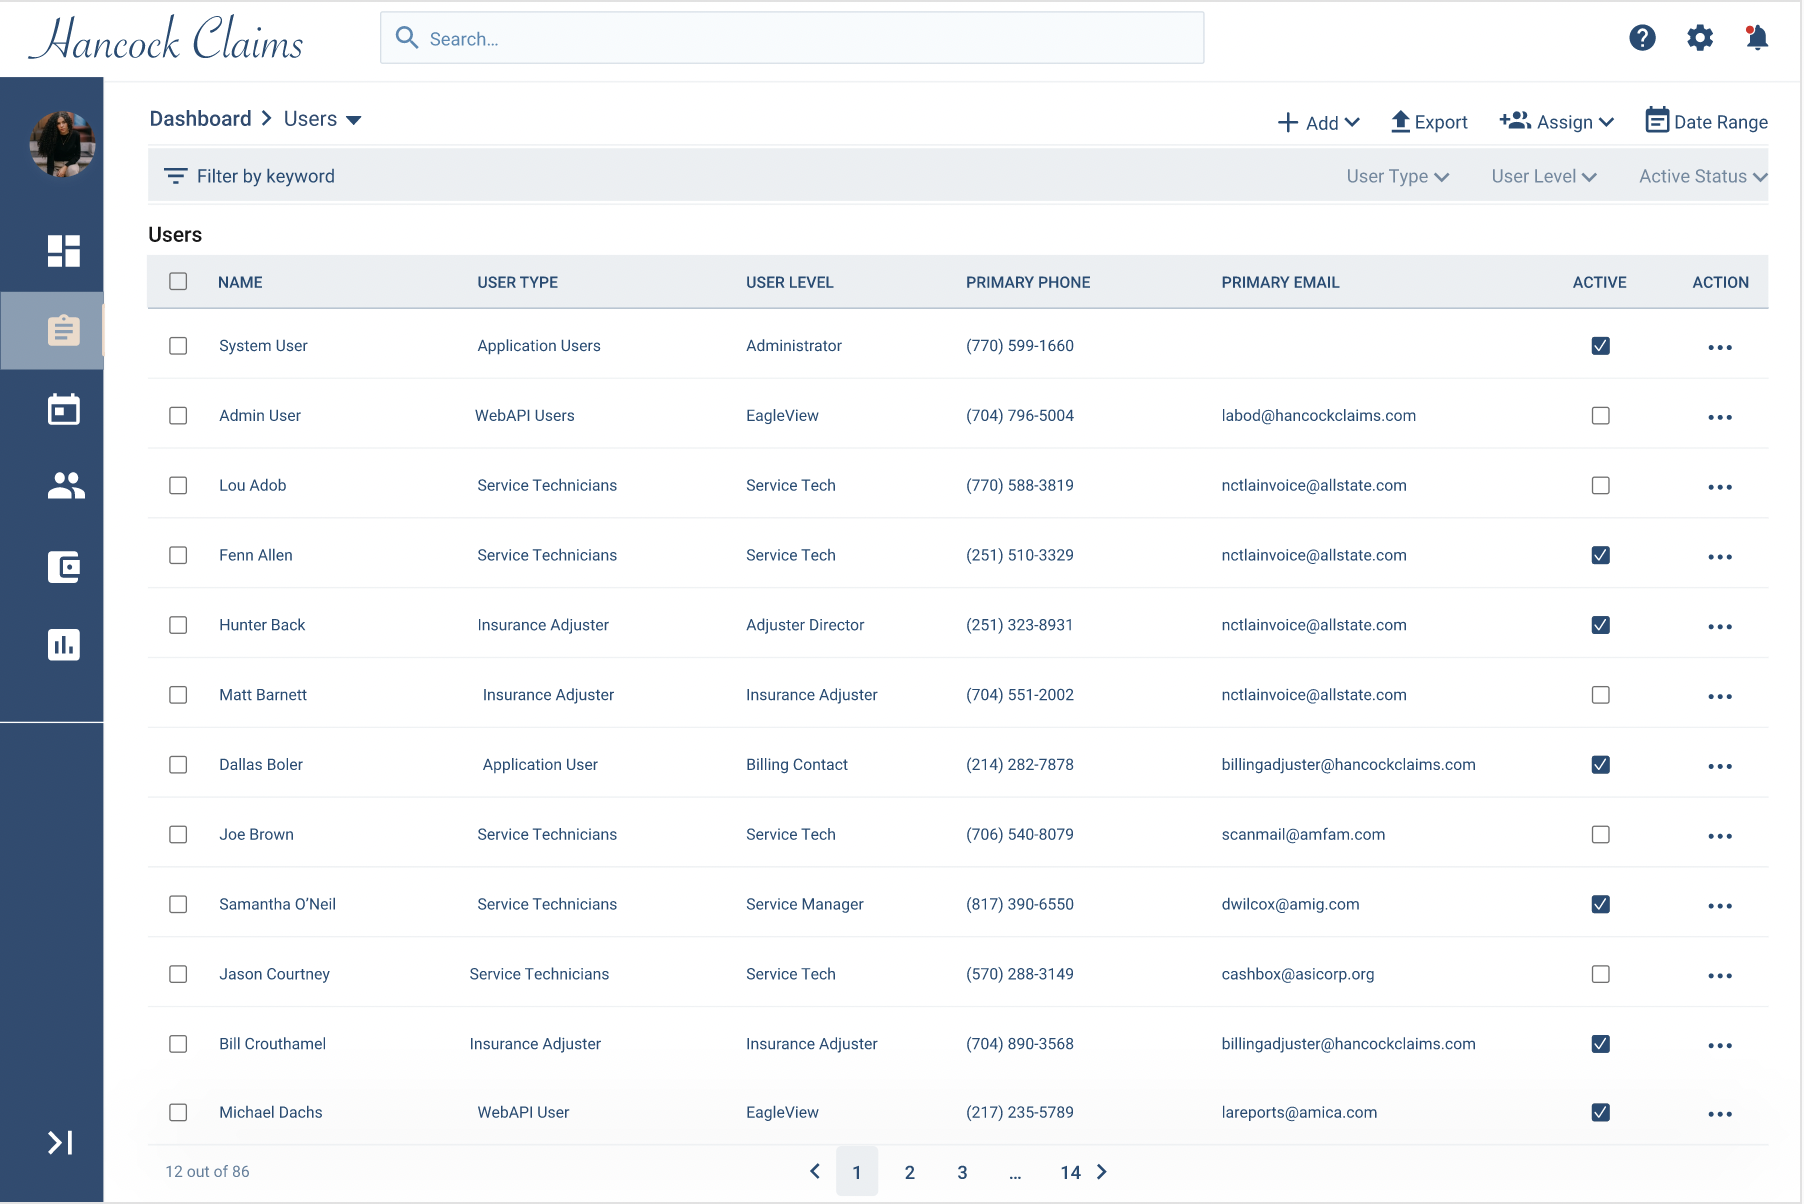 Hancock Claims
Search...
Dashboard > Users
Add
Export
Assign
Date Range
Filter by keyword
User Type
User Level
Active Status
Users
NAME USER TYPE USER LEVEL PRIMARY PHONE PRIMARY EMAIL ACTIVE ACTION
System User Application Users Administrator (770) 599-1660
Admin User WebAPI Users EagleView (704) 796-5004 labod@hancockclaims.com
Lou Adob Service Technicians Service Tech (770) 588-3819 nctlainvoice@allstate.com
Fenn Allen Service Technicians Service Tech (251) 510-3329 nctlainvoice@allstate.com
Hunter Back Insurance Adjuster Adjuster Director (251) 323-8931 nctlainvoice@allstate.com
Matt Barnett Insurance Adjuster Insurance Adjuster (704) 551-2002 nctlainvoice@allstate.com
Dallas Boler Application User Billing Contact (214) 282-7878 billingadjuster@hancockclaims.com
Joe Brown Service Technicians Service Tech (706) 540-8079 scanmail@amfam.com
Samantha O’Neil Service Technicians Service Manager (817) 390-6550 dwilcox@amig.com
Jason Courtney Service Technicians Service Tech (570) 288-3149 cashbox@asicorp.org
Bill Crouthamel Insurance Adjuster Insurance Adjuster (704) 890-3568 billingadjuster@hancockclaims.com
Michael Dachs WebAPI User EagleView (217) 235-5789 lareports@amica.com
12 out of 86
1 2 3 ... 14